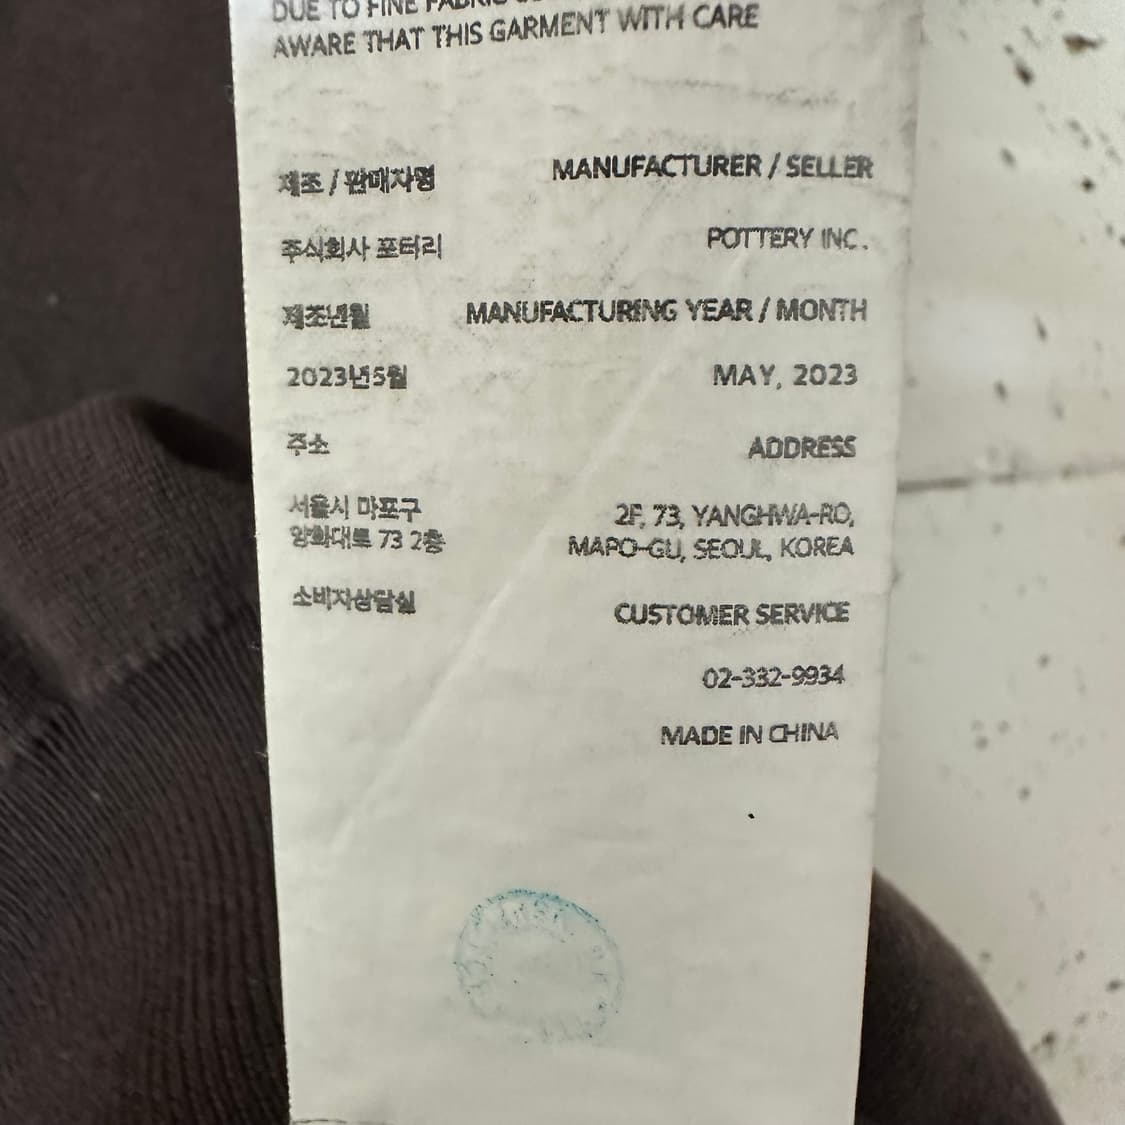 DUE TO FINE FABRIC
AWARE THAT THIS GARMENT WITH CARE
제조 / 판매자명 MANUFACTURER / SELLER
주식회사 포터리 POTTERY INC.
제조년월 MANUFACTURING YEAR / MONTH
2023년5월 MAY, 2023
주소 ADDRESS
서울시 마포구 2F, 73, YANGHWA-RO,
양화대로 73 2층 MAPO-GU, SEOUL, KOREA
소비자상담실 CUSTOMER SERVICE
02-332-9934
MADE IN CHINA